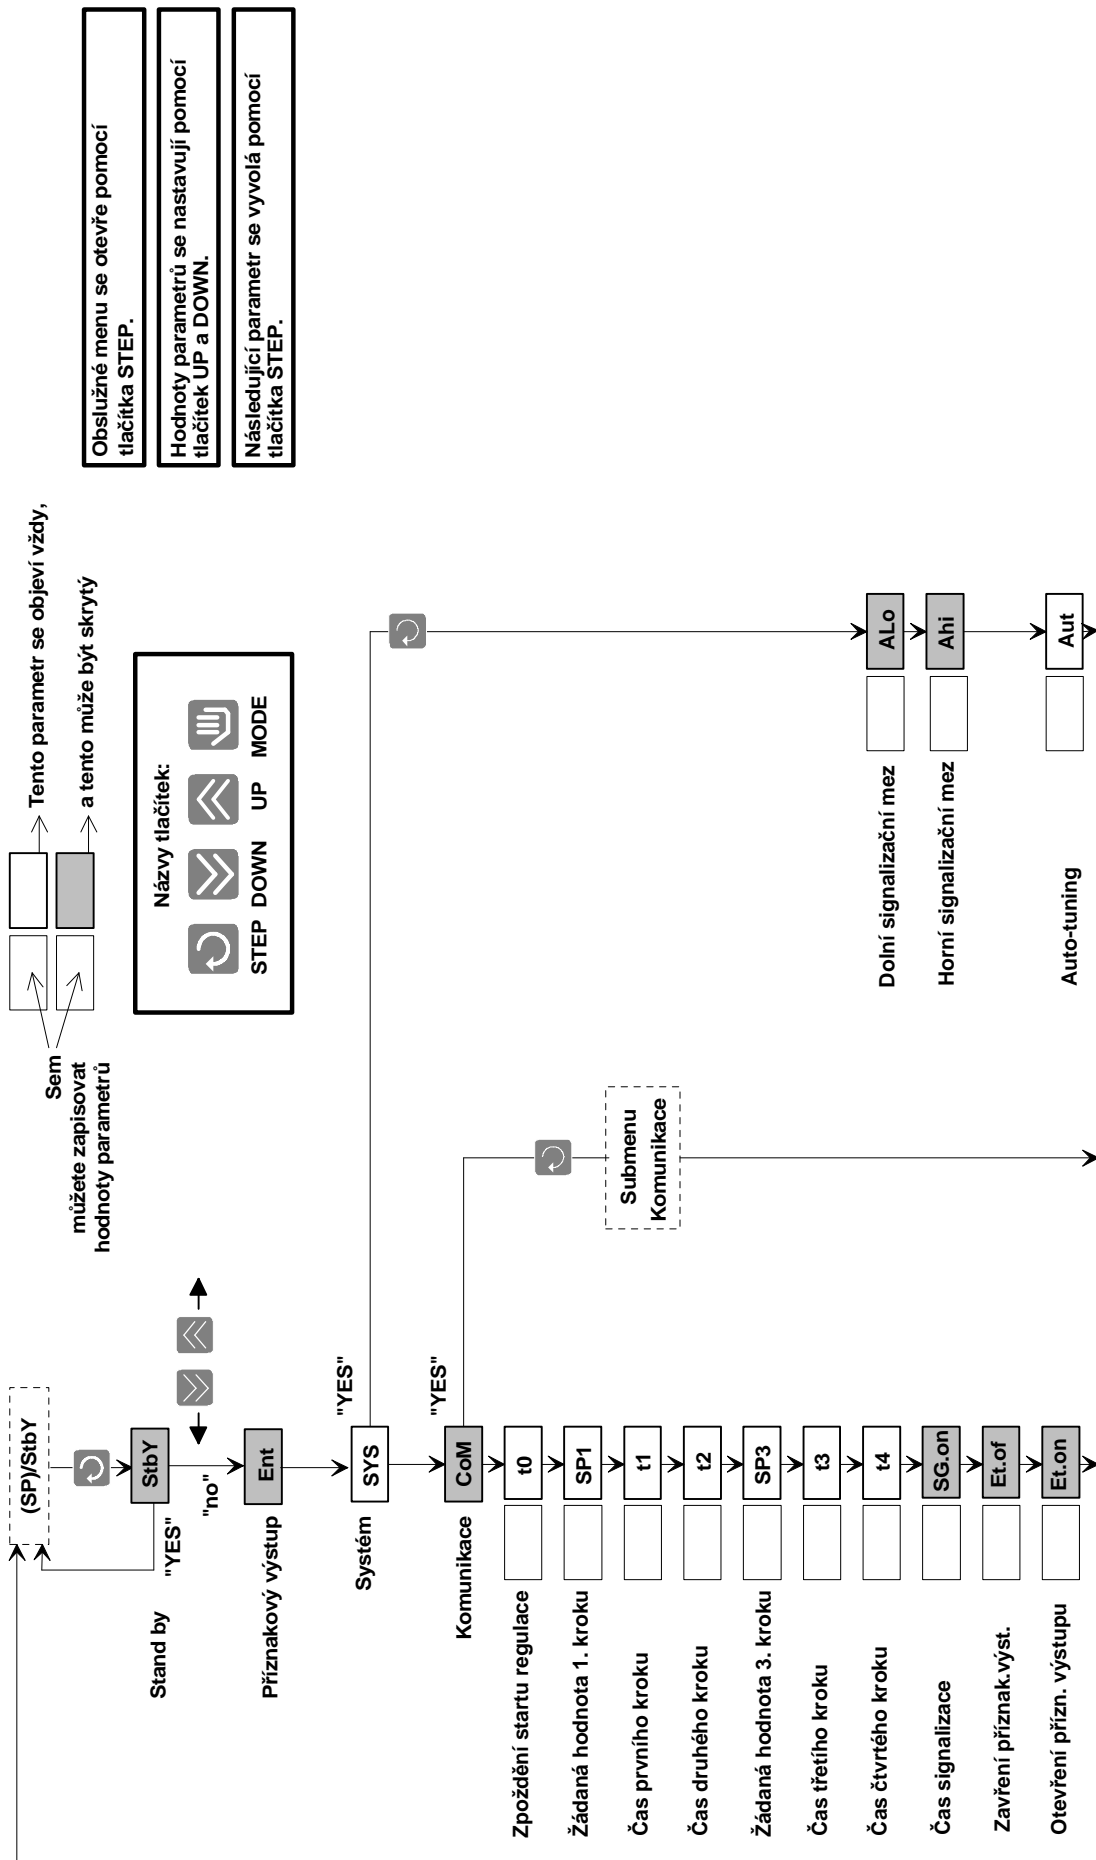 (SP)/StbY
Stand by
StbY
"YES"
"no"
Příznakový výstup
Ent
Systém
SYS
"YES"
Komunikace
CoM
"YES"
Zpoždění startu regulace
t0
Žádaná hodnota 1. kroku
SP1
Čas prvního kroku
t1
Čas druhého kroku
t2
Žádaná hodnota 3. kroku
SP3
Čas třetího kroku
t3
Čas čtvrtého kroku
t4
Čas signalizace
SG.on
Zavření příznak.výst.
Et.of
Otevření přízn. výstupu
Et.on
Submenu
Komunikace
Sem
můžete zapisovat
hodnoty parametrů
Tento parametr se objeví vždy,
a tento může být skrytý
Názvy tlačítek:
STEP DOWN UP MODE
Dolní signalizační mez
ALo
Horní signalizační mez
Ahi
Auto-tuning
Aut
Obslužné menu se otevře pomocí
tlačítka STEP.
Hodnoty parametrů se nastavují pomocí
tlačítek UP a DOWN.
Následující parametr se vyvolá pomocí
tlačítka STEP.